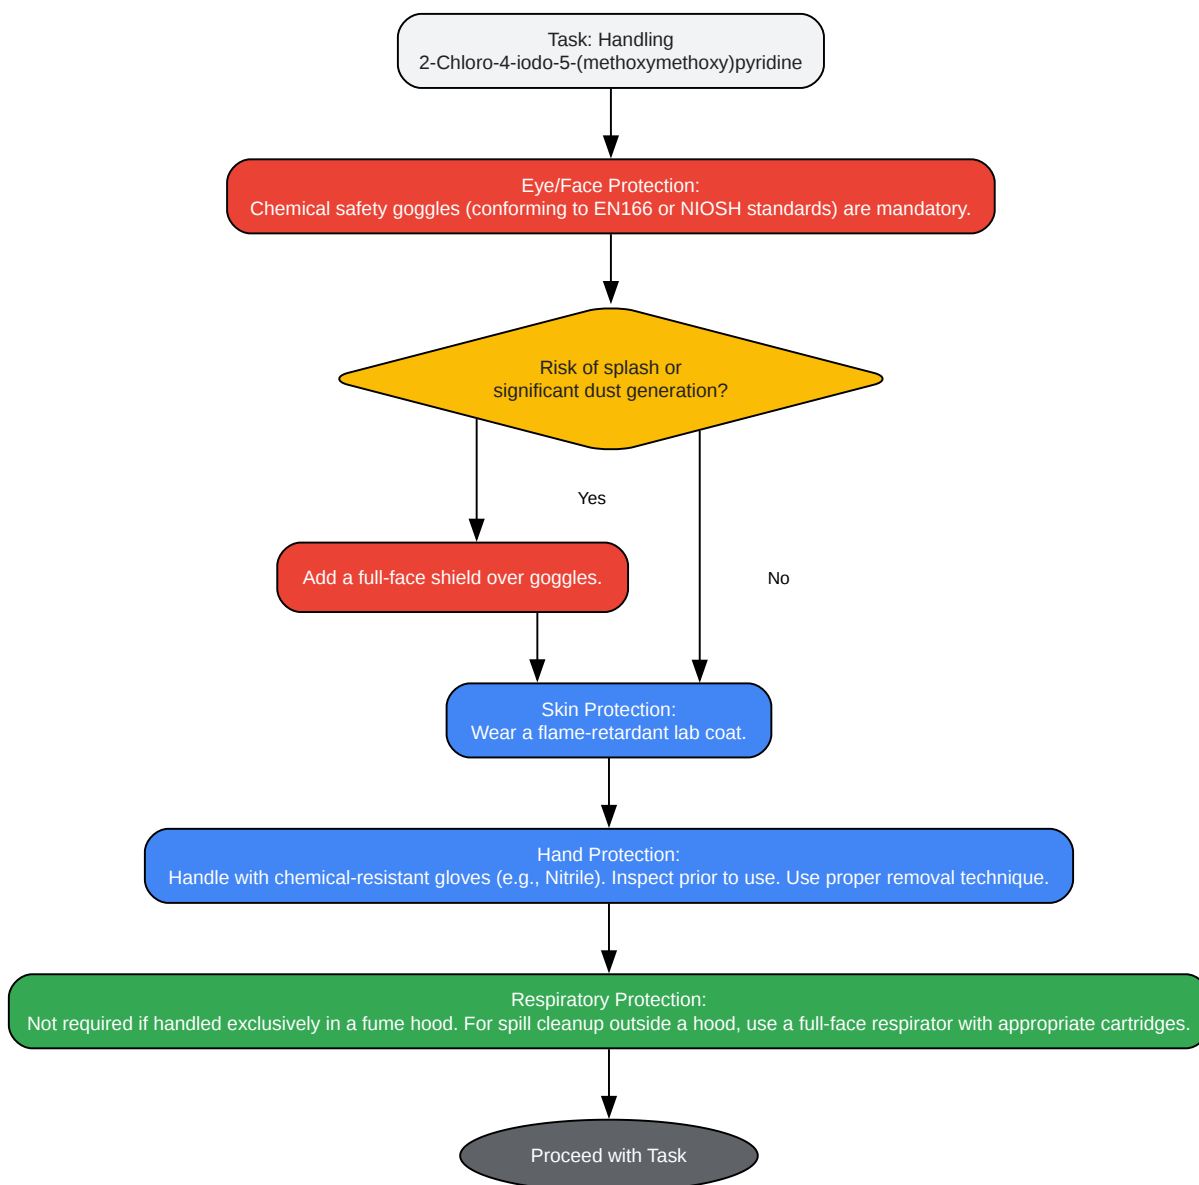 Task: Handling
2-Chloro-4-iodo-5-(methoxymethoxy)pyridine
Eye/Face Protection:
Chemical safety goggles (conforming to EN166 or NIOSH standards) are mandatory.
Risk of splash or
significant dust generation?
Yes
Add a full-face shield over goggles.
No
Skin Protection:
Wear a flame-retardant lab coat.
Hand Protection:
Handle with chemical-resistant gloves (e.g., Nitrile). Inspect prior to use. Use proper removal technique.
Respiratory Protection:
Not required if handled exclusively in a fume hood. For spill cleanup outside a hood, use a full-face respirator with appropriate cartridges.
Proceed with Task